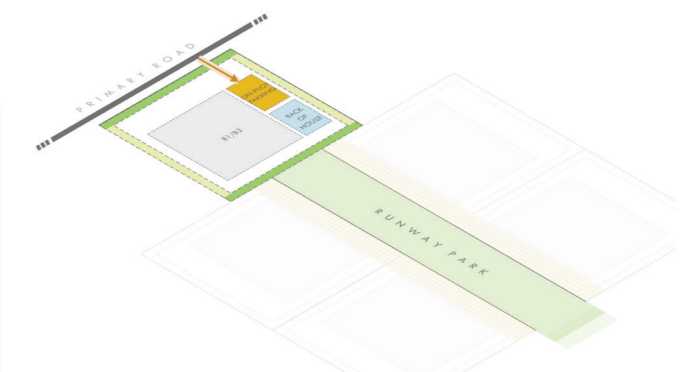 PRIMARY ROAD
ON-PLOT
PARKING
BACK
OF
HOUSE
B1/B2
RUNWAY PARK